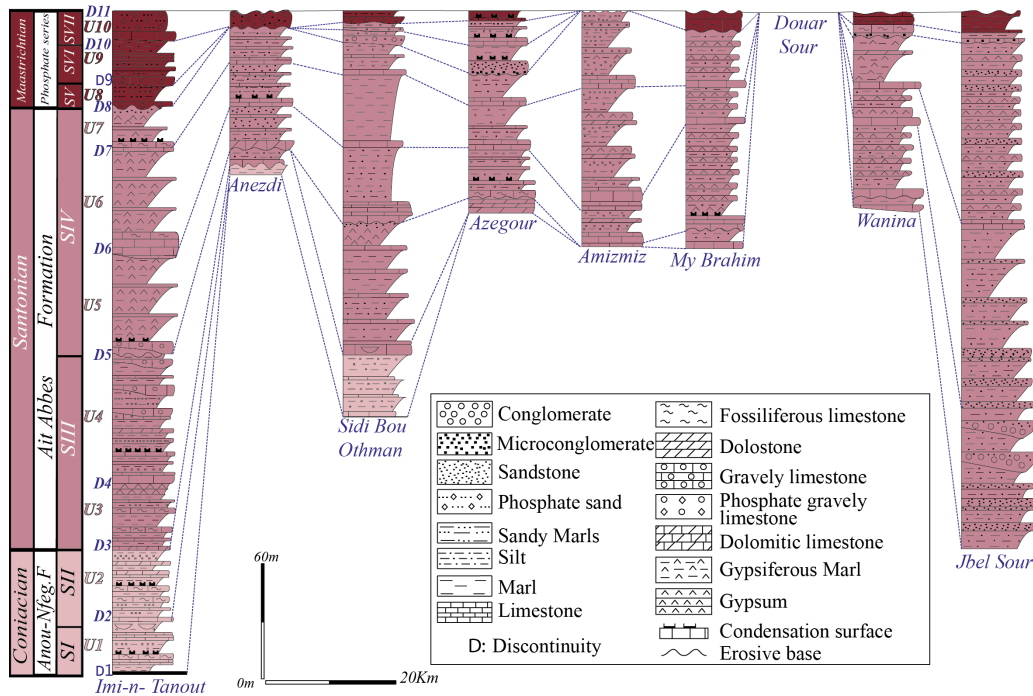 Maastrichtian
Phosphate series
SVII
SVI
SV
Santonian
Ait Abbes Formation
SIV
SIII
Coniacian
Anou-Nfeg.F
SII
SI
D11
U10
D10
U9
D9
U8
D8
U7
D7
U6
D6
U5
D5
U4
D4
U3
D3
U2
D2
U1
D1
Imi-n- Tanout
Anezdi
Sidi Bou
Othman
Azegour
Amizmiz
My Brahim
Douar
Sour
Wanina
Jbel Sour
60m
0m
20Km
Conglomerate
Microconglomerate
Sandstone
Phosphate sand
Sandy Marls
Silt
Marl
Limestone
D: Discontinuity
Fossiliferous limestone
Dolostone
Gravely limestone
Phosphate gravely
limestone
Dolomitic limestone
Gypsiferous Marl
Gypsum
Condensation surface
Erosive base